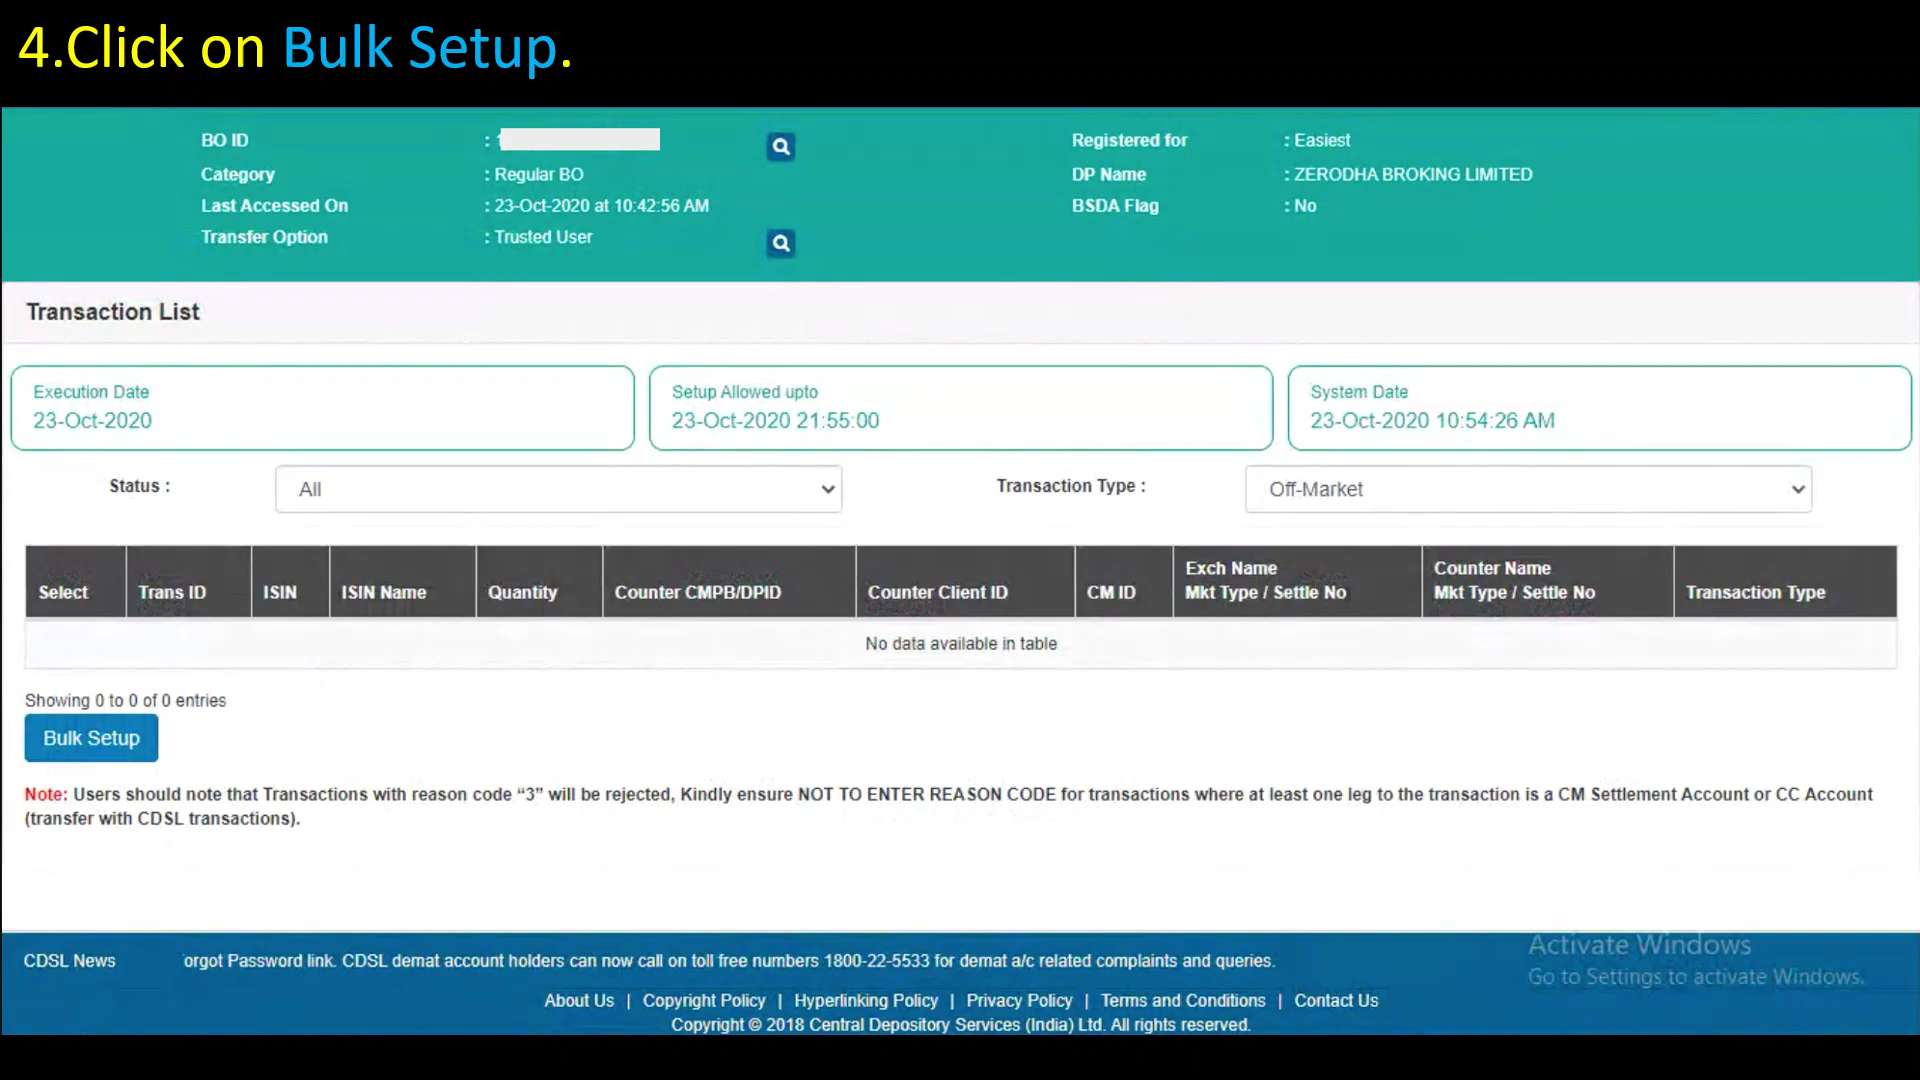 4.Click on Bulk Setup.
BO ID :
Registered for : Easiest
Category : Regular BO
DP Name : ZERODHA BROKING LIMITED
Last Accessed On : 23-Oct-2020 at 10:42:56 AM
BSDA Flag : No
Transfer Option : Trusted User
Transaction List
Execution Date
23-Oct-2020
Setup Allowed upto
23-Oct-2020 21:55:00
System Date
23-Oct-2020 10:54:26 AM
Status : All
Transaction Type : Off-Market
Select Trans ID ISIN ISIN Name Quantity Counter CMPB/DPID Counter Client ID CM ID
Exch Name
Mkt Type / Settle No
Counter Name
Mkt Type / Settle No
Transaction Type
No data available in table
Showing 0 to 0 of 0 entries
Bulk Setup
Note: Users should note that Transactions with reason code “3” will be rejected, Kindly ensure NOT TO ENTER REASON CODE for transactions where at least one leg to the transaction is a CM Settlement Account or CC Account
(transfer with CDSL transactions).
Activate Windows
Go to Settings to activate Windows.
CDSL News orgot Password link. CDSL demat account holders can now call on toll free numbers 1800-22-5533 for demat a/c related complaints and queries.
About Us | Copyright Policy | Hyperlinking Policy | Privacy Policy | Terms and Conditions | Contact Us
Copyright © 2018 Central Depository Services (India) Ltd. All rights reserved.